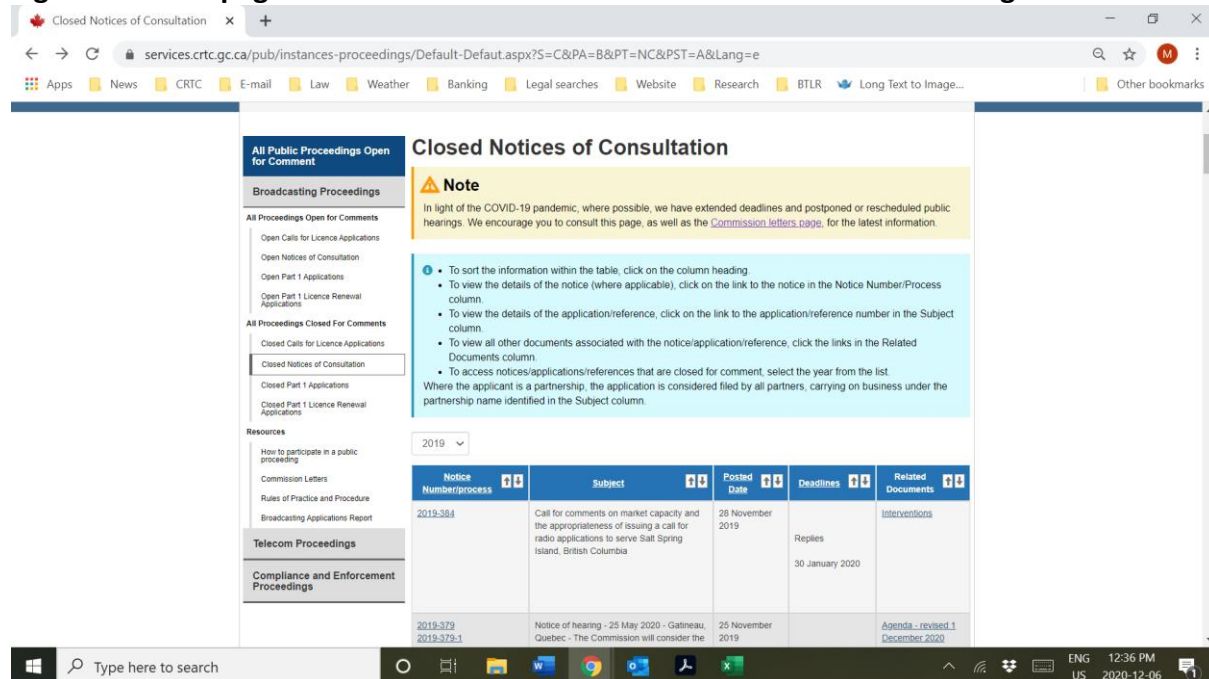 Closed Notices of Consultation
services.crtc.gc.ca/pub/instances-proceedings/Default-Defaut.aspx?S=C&PA=B&PT=NC&PST=A&Lang=e
M
Apps News CRTC E-mail Law Weather Banking Legal searches Website Research BTLR Long Text to Image... Other bookmarks
All Public Proceedings Open
for Comment
Broadcasting Proceedings
All Proceedings Open for Comments
Open Calls for Licence Applications
Open Notices of Consultation
Open Part 1 Applications
Open Part 1 Licence Renewal
Applications
All Proceedings Closed For Comments
Closed Calls for Licence Applications
Closed Notices of Consultation
Closed Part 1 Applications
Closed Part 1 Licence Renewal
Applications
Resources
How to participate in a public
proceeding
Commission Letters
Rules of Practice and Procedure
Broadcasting Applications Report
Telecom Proceedings
Compliance and Enforcement
Proceedings
Closed Notices of Consultation
Note
In light of the COVID-19 pandemic, where possible, we have extended deadlines and postponed or rescheduled public
hearings. We encourage you to consult this page, as well as the Commission letters page, for the latest information.
• To sort the information within the table, click on the column heading.
• To view the details of the notice (where applicable), click on the link to the notice in the Notice Number/Process
column.
• To view the details of the application/reference, click on the link to the application/reference number in the Subject
column.
• To view all other documents associated with the notice/application/reference, click the links in the Related
Documents column.
• To access notices/applications/references that are closed for comment, select the year from the list.
Where the applicant is a partnership, the application is considered filed by all partners, carrying on business under the
partnership name identified in the Subject column.
2019
Notice
Number/process
Subject
Posted
Date
Deadlines
Related
Documents
2019-384
Call for comments on market capacity and
the appropriateness of issuing a call for
radio applications to serve Salt Spring
Island, British Columbia
28 November
2019
Replies
30 January 2020
Interventions
2019-379
2019-379-1
Notice of hearing - 25 May 2020 - Gatineau,
Quebec - The Commission will consider the
25 November
2019
Agenda - revised 1
December 2020
Type here to search
ENG
US
12:36 PM
2020-12-06
1